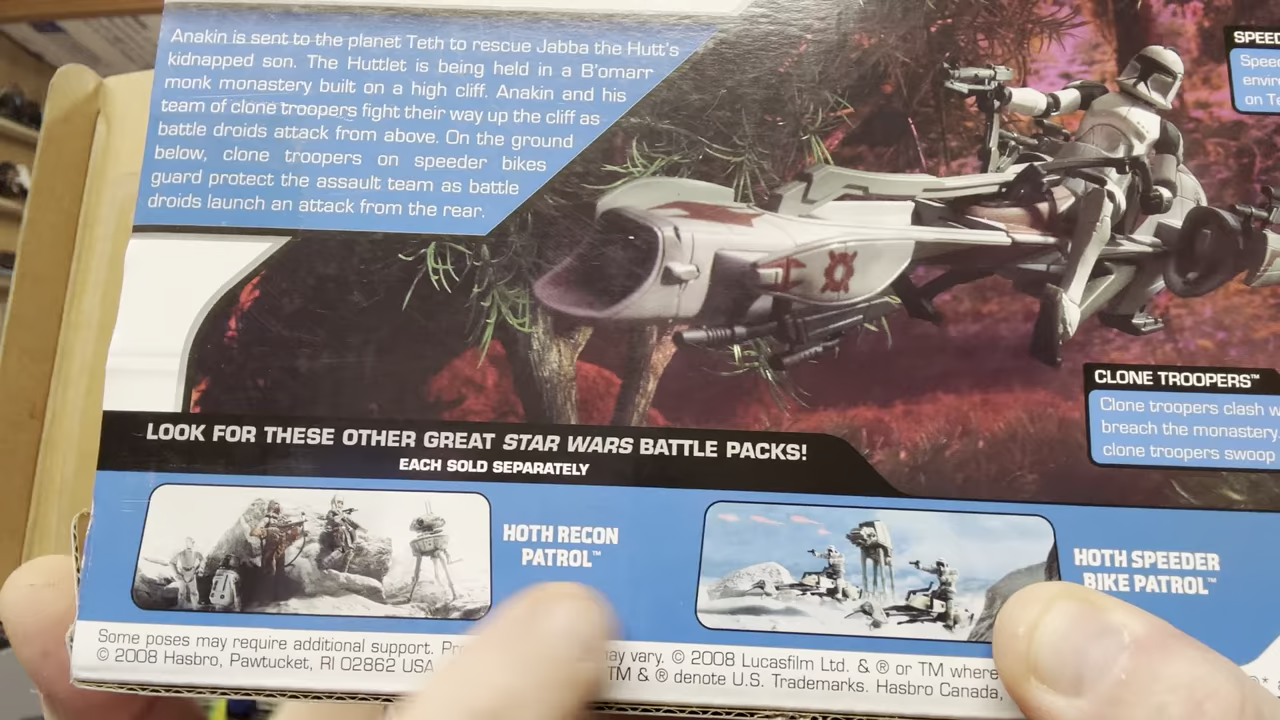 Anakin is sent to the planet Teth to rescue Jabba the Hutt's
kidnapped son. The Huttlet is being held in a B'omarr
monk monastery built on a high cliff. Anakin and his
team of clone troopers fight their way up the cliff as
battle droids attack from above. On the ground
below, clone troopers on speeder bikes
guard protect the assault team as battle
droids launch an attack from the rear.
SPEED
Speed
envir
on Te
CLONE TROOPERS™
Clone troopers clash w
breach the monastery.
clone troopers swoop
LOOK FOR THESE OTHER GREAT STAR WARS BATTLE PACKS!
EACH SOLD SEPARATELY
HOTH RECON
PATROL™
HOTH SPEEDER
BIKE PATROL™
Some poses may require additional support. may vary. © 2008 Lucasfilm Ltd. & ® or TM where
© 2008 Hasbro, Pawtucket, RI 02862 USA TM & ® denote U.S. Trademarks. Hasbro Canada,